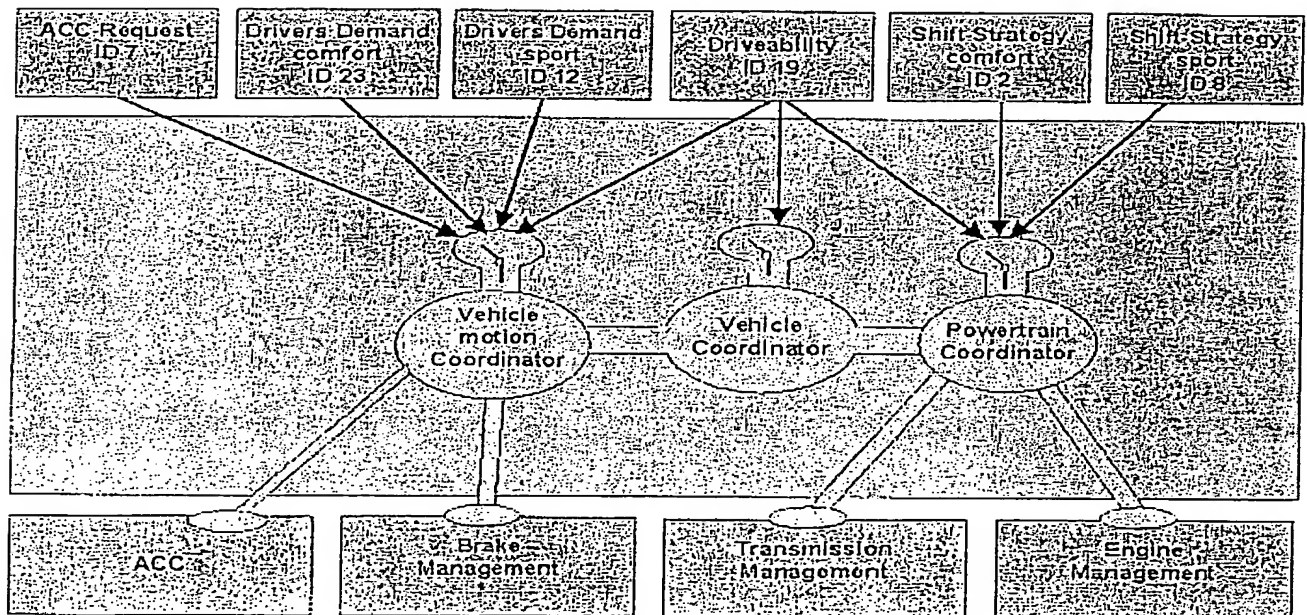 ACC-Request
ID 7
Drivers Demand
comfort
ID 23
Drivers Demand
sport
ID 12
Driveability
ID 19
Shift-Strategy
comfort
ID 2
Shift-Strategy
sport
ID 8
Vehicle
motion
Coordinator
Vehicle
Coordinator
Powertrain
Coordinator
ACC
Brake
Management
Transmission
Management
Engine
Management